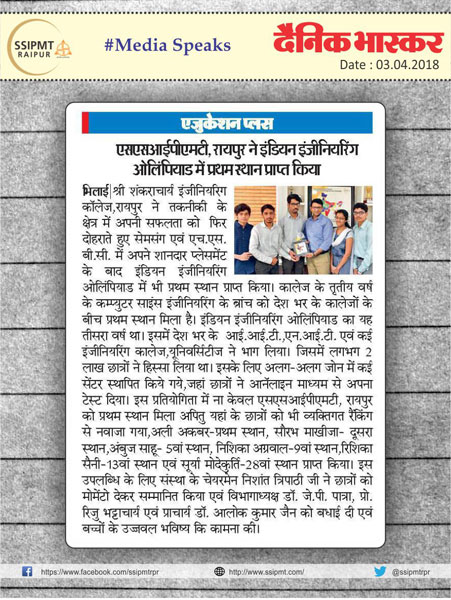 SSIPMT
RAIPUR
#Media Speaks
दैनिक भास्कर
Date : 03.04.2018
एजुकेशन प्लस
एसएसआईपीएमटी, रायपुर ने इंडियन इंजीनियरिंग
ओलिंपियाड में प्रथम स्थान प्राप्त किया
भिलाई| श्री शंकराचार्य इंजीनियरिंग
कॉलेज,रायपुर ने तकनीकी के
क्षेत्र में अपनी सफलता को फिर
दोहराते हुए सेमसंग एवं एच.एस.
बी.सी. में अपने शानदार प्लेसमेंट
के बाद इंडियन इंजीनियरिंग
ओलिंपियाड में भी प्रथम स्थान प्राप्त किया। कालेज के तृतीय वर्ष
के कम्प्युटर साइंस इंजीनियरिंग के ब्रांच को देश भर के कालेजों के
बीच प्रथम स्थान मिला है। इंडियन इंजीनियरिंग ओलंपियाड का यह
तीसरा वर्ष था। इसमें देश भर के आई.आई.टी.,एन.आई.टी. एवं कई
इंजीनियरिंग कालेज,यूनिवर्सिटीज ने भाग लिया। जिसमें लगभग 2
लाख छात्रों ने हिस्सा लिया था। इसके लिए अलग-अलग जोन में कई
सेंटर स्थापित किये गये,जहां छात्रों ने आर्नेलाइन माध्यम से अपना
टेस्ट दिया। इस प्रतियोगिता में ना केवल एसएसआईपीएमटी, रायपुर
को प्रथम स्थान मिला अपितु यहां के छात्रों को भी व्यक्तिगत रैंकिंग
से नवाजा गया,अली अकबर-प्रथम स्थान, सौरभ माखीजा- दूसरा
स्थान,अंबुज साहू- 5वां स्थान, निशिका अग्रवाल-9वां स्थान,रिशिका
सैनी-13वां स्थान एवं सूर्या मोदेकृर्ति-28वां स्थान प्राप्त किया। इस
उपलब्धि के लिए संस्था के चेयरमेन निशांत त्रिपाठी जी ने छात्रों को
मोमेंटो देकर सम्मानित किया एवं विभागाध्यक्ष डॉ. जे.पी. पात्रा, प्रो.
रिजु भट्टाचार्य एवं प्राचार्य डॉ. आलोक कुमार जैन को बधाई दी एवं
बच्चों के उज्जवल भविष्य कि कामना की।
https://www.facebook.com/ssipmtrpr
http://www.ssipmt.com/
@ssipmtrpr